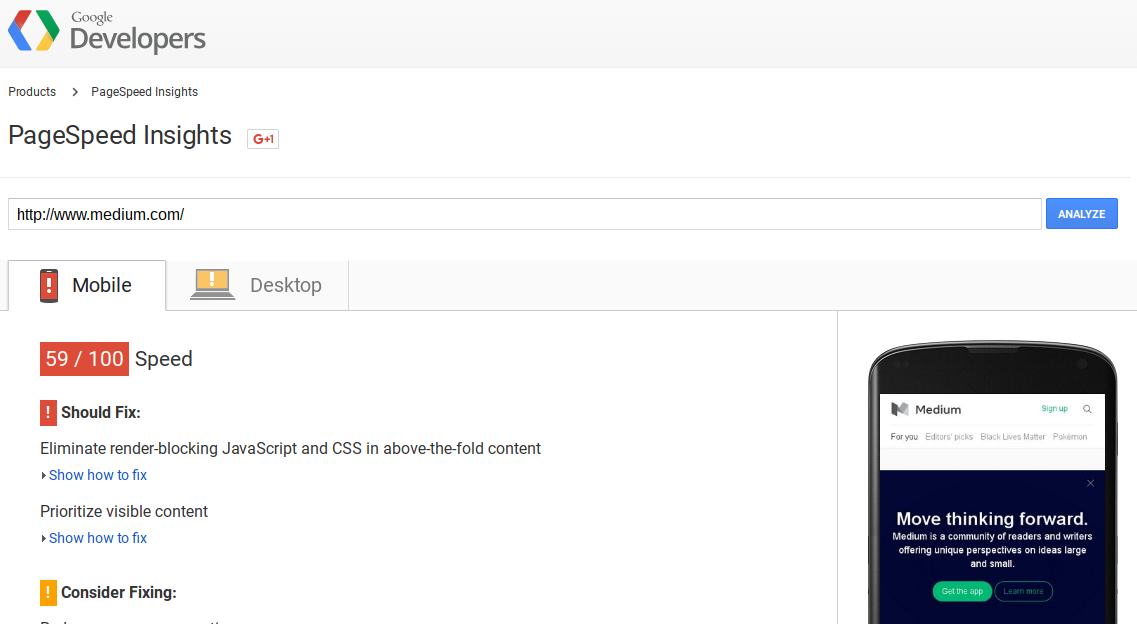 Google
Developers
Products > PageSpeed Insights
PageSpeed Insights G+1
http://www.medium.com/ ANALYZE
! Mobile ! Desktop
59 / 100 Speed
! Should Fix:
Eliminate render-blocking JavaScript and CSS in above-the-fold content
Show how to fix
Prioritize visible content
Show how to fix
! Consider Fixing:
Medium Sign up
For you Editors' picks Black Lives Matter Pokémon
Move thinking forward.
Medium is a community of readers and writers
offering unique perspectives on ideas large
and small.
Get the app Learn more